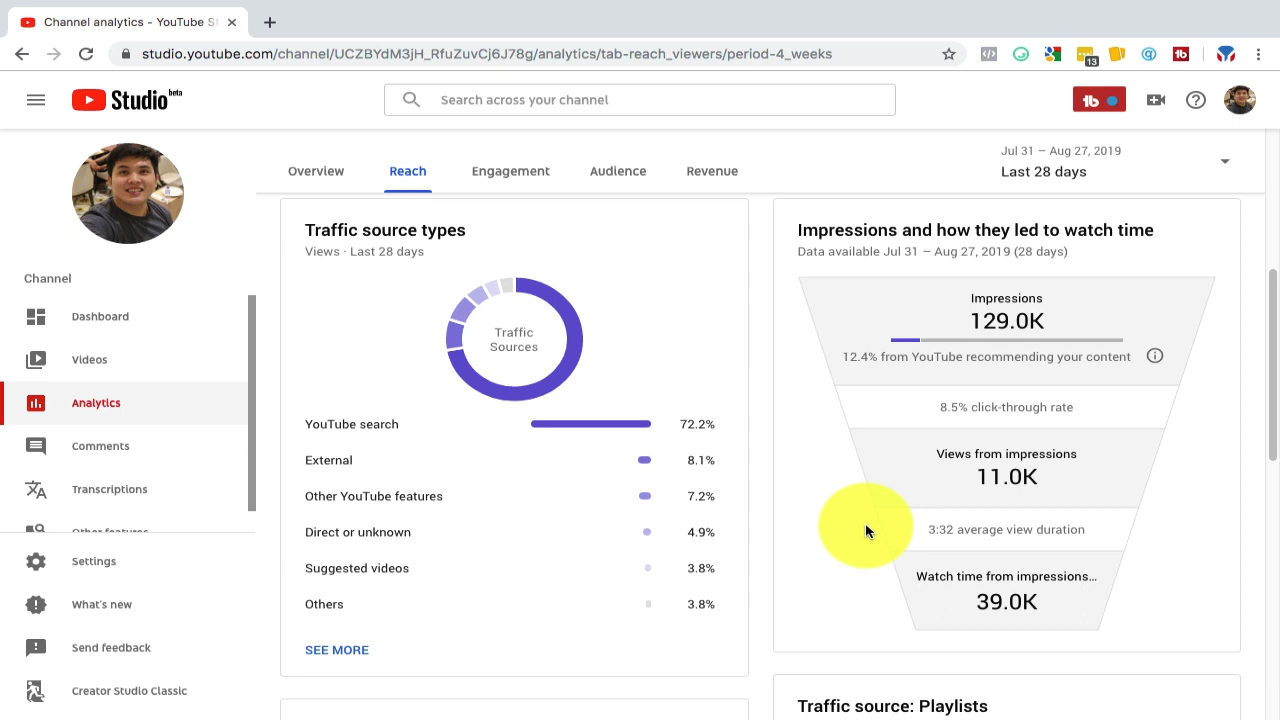 Channel analytics - YouTube S
studio.youtube.com/channel/UCZBYdM3jH_RfuZuvCj6J78g/analytics/tab-reach_viewers/period-4_weeks
13
Studio beta
Search across your channel
Overview
Reach
Engagement
Audience
Revenue
Jul 31 – Aug 27, 2019
Last 28 days
Channel
Dashboard
Videos
Analytics
Comments
Transcriptions
Other features
Settings
What's new
Send feedback
Creator Studio Classic
Traffic source types
Views · Last 28 days
Traffic
Sources
YouTube search 72.2%
External 8.1%
Other YouTube features 7.2%
Direct or unknown 4.9%
Suggested videos 3.8%
Others 3.8%
SEE MORE
Impressions and how they led to watch time
Data available Jul 31 – Aug 27, 2019 (28 days)
Impressions
129.0K
12.4% from YouTube recommending your content
8.5% click-through rate
Views from impressions
11.0K
3:32 average view duration
Watch time from impressions...
39.0K
Traffic source: Playlists